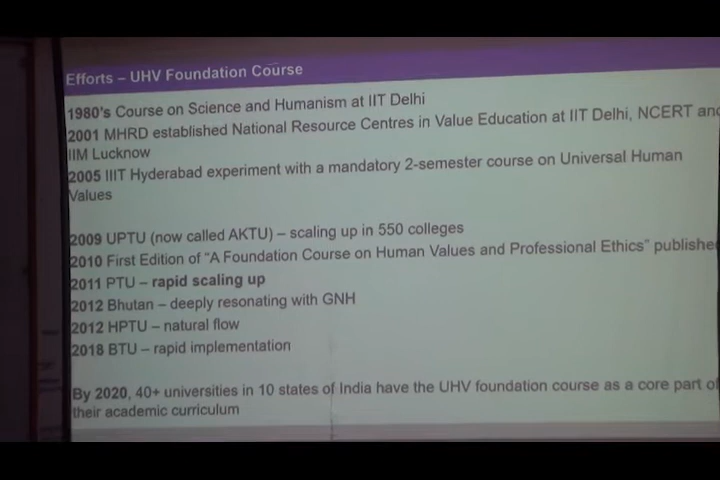 Efforts – UHV Foundation Course
1980's Course on Science and Humanism at IIT Delhi
2001 MHRD established National Resource Centres in Value Education at IIT Delhi, NCERT and
IIM Lucknow
2005 IIIT Hyderabad experiment with a mandatory 2-semester course on Universal Human
Values
2009 UPTU (now called AKTU) – scaling up in 550 colleges
2010 First Edition of "A Foundation Course on Human Values and Professional Ethics" publishe
2011 PTU – rapid scaling up
2012 Bhutan – deeply resonating with GNH
2012 HPTU – natural flow
2018 BTU – rapid implementation
By 2020, 40+ universities in 10 states of India have the UHV foundation course as a core part of
their academic curriculum